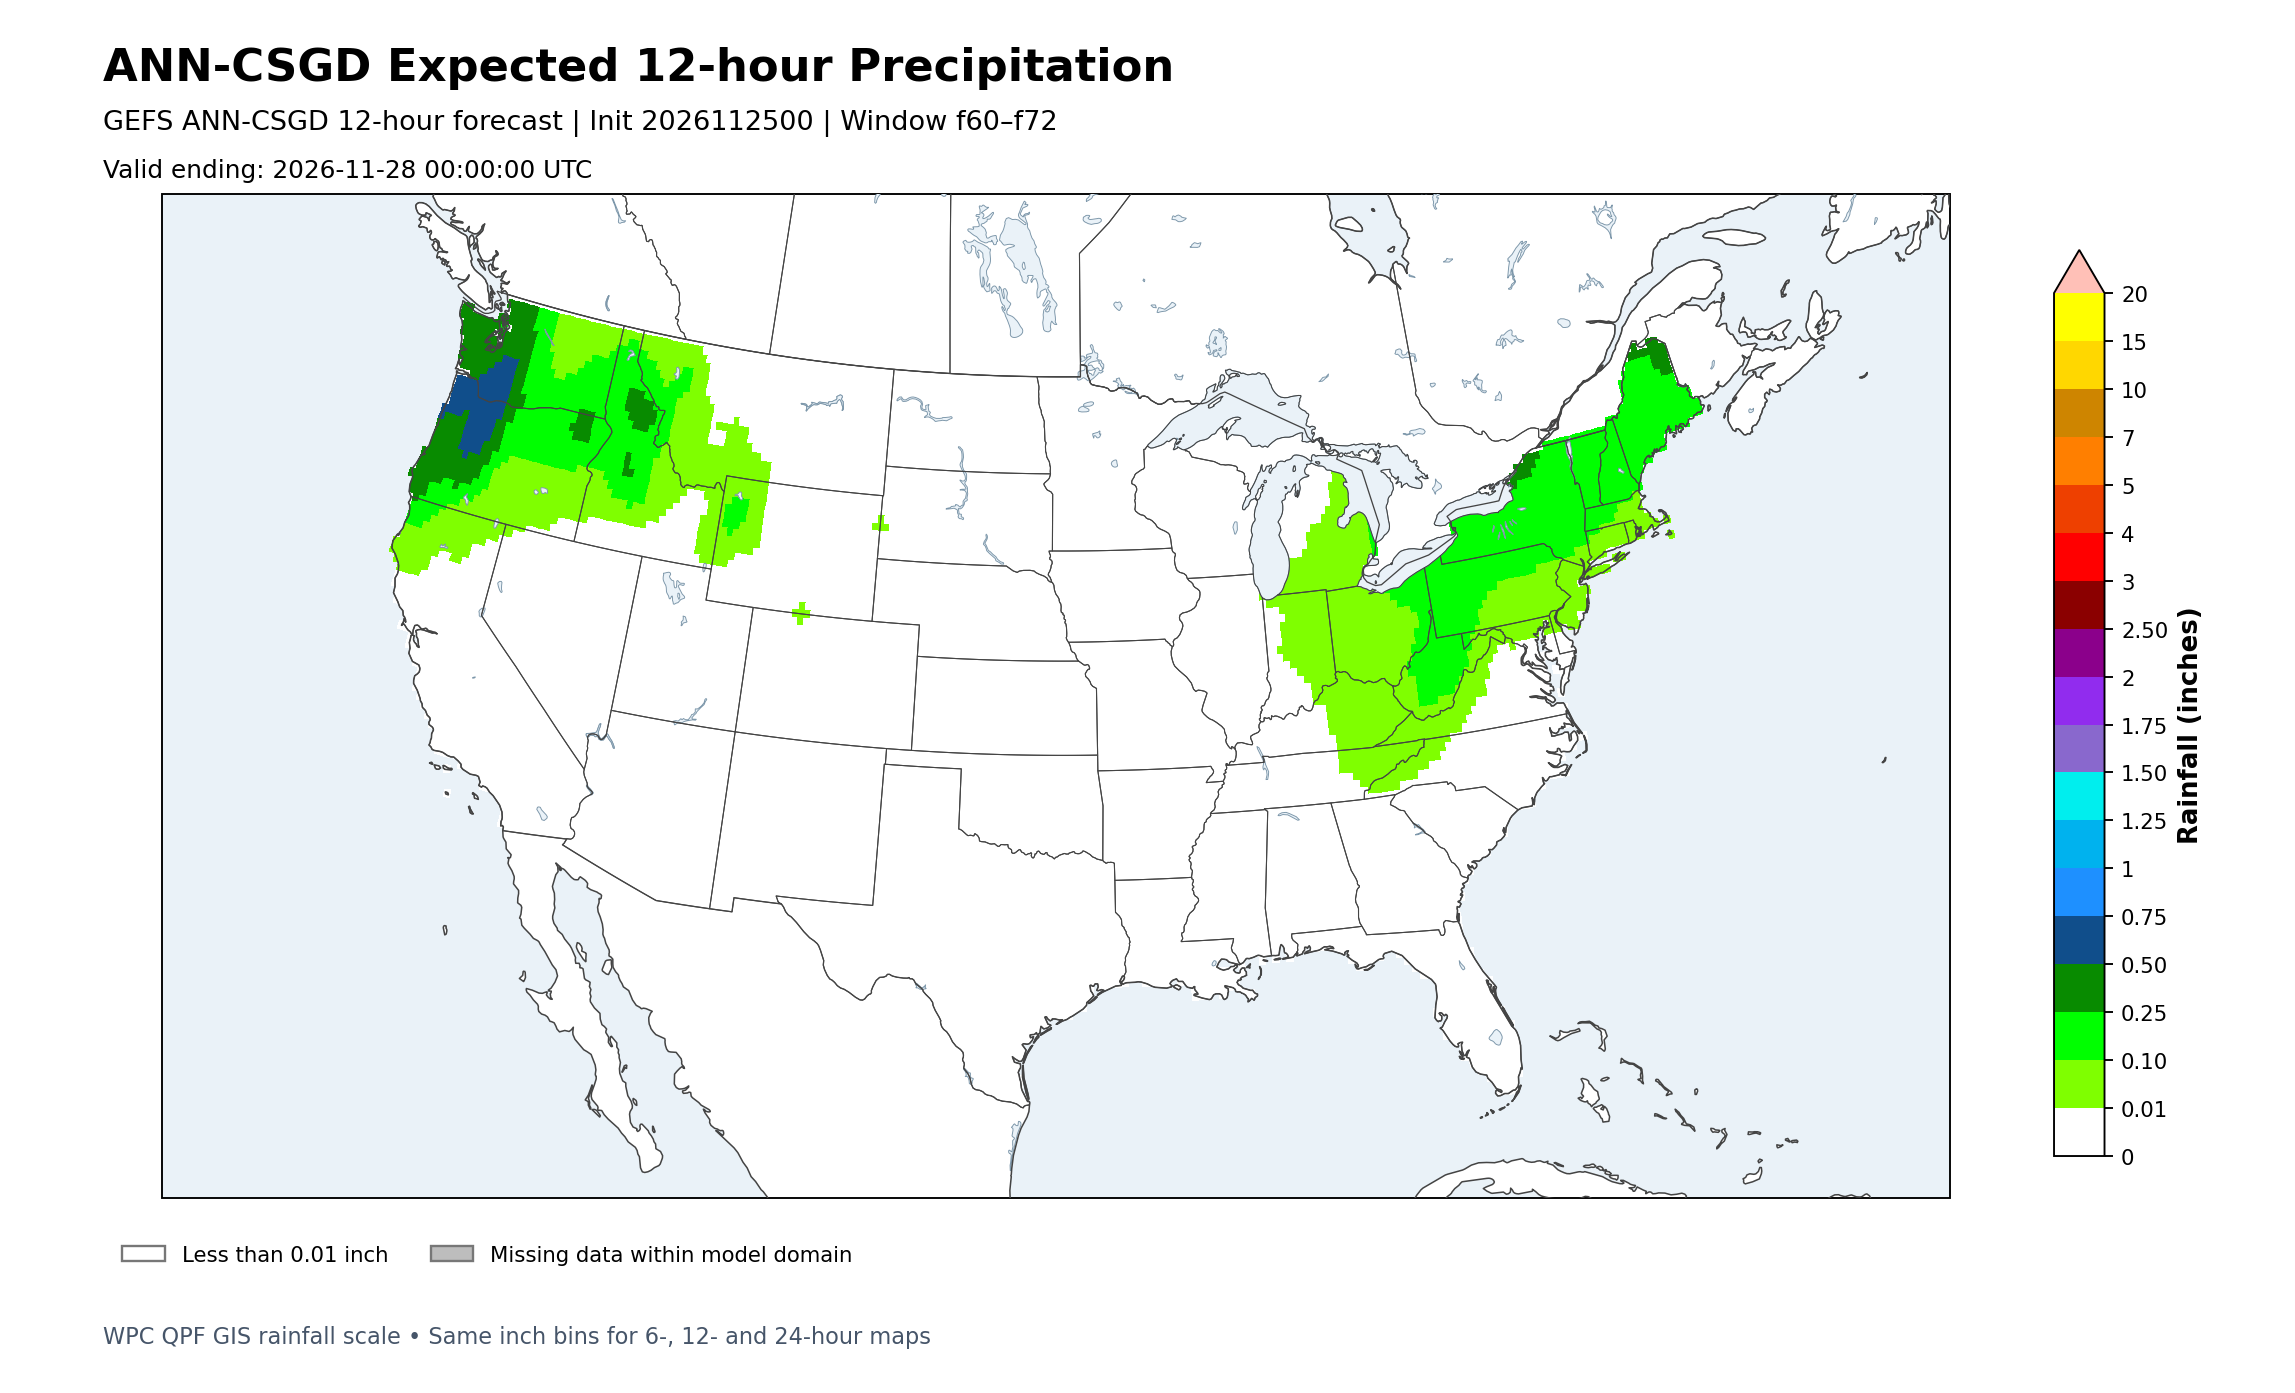 ANN-CSGD Expected 12-hour Precipitation
GEFS ANN-CSGD 12-hour forecast | Init 2026112500 | Window f60–f72
Valid ending: 2026-11-28 00:00:00 UTC
20
15
10
7
5
4
3
2.50
2
1.75
1.50
1.25
1
0.75
0.50
0.25
0.10
0.01
0
Rainfall (inches)
Less than 0.01 inch
Missing data within model domain
WPC QPF GIS rainfall scale • Same inch bins for 6-, 12- and 24-hour maps